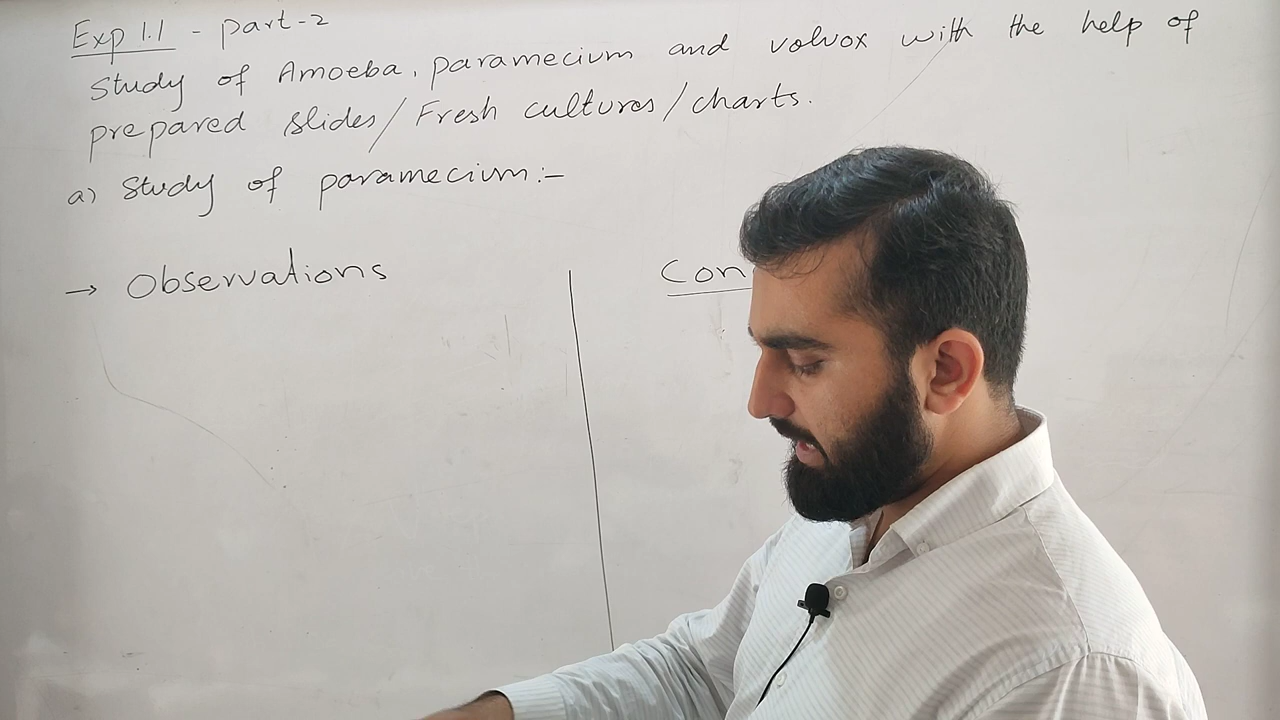 Exp 1.1 - part-2
Study of Amoeba, paramecium and volvox with the help of
prepared slides/Fresh cultures/charts.
a) Study of paramecium:-
→ Observations
Con